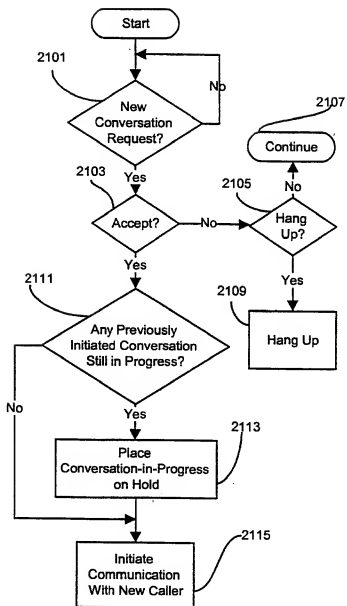 Start
2101
No
New
Conversation
Request?
2107
Continue
Yes
2103
2105
No
Accept?
No
Hang
Up?
Yes
Yes
2111
2109
Any Previously
Initiated Conversation
Still in Progress?
Hang Up
No
Yes
2113
Place
Conversation-in-Progress
on Hold
2115
Initiate
Communication
With New Caller